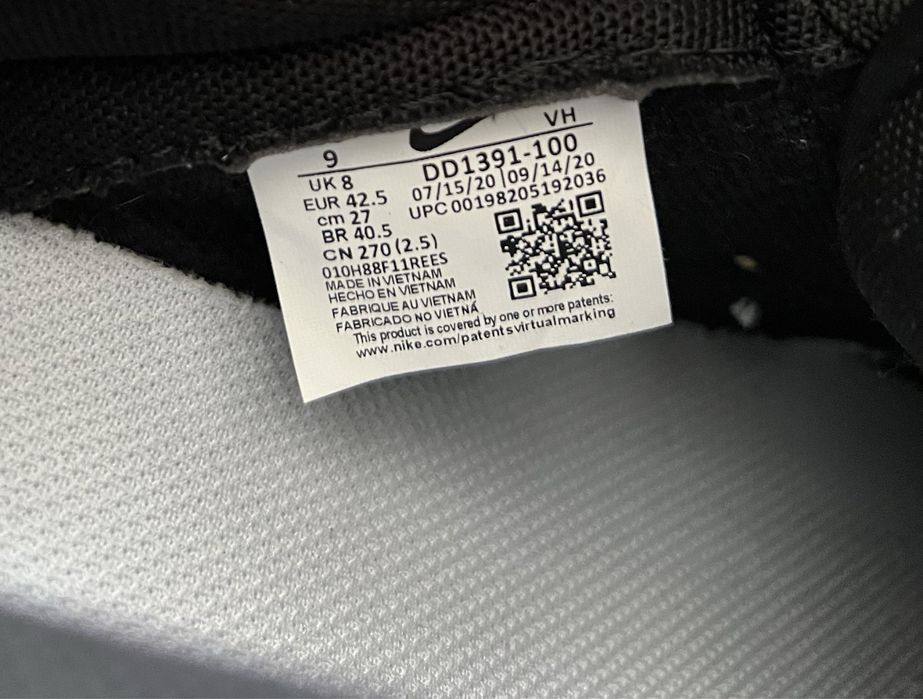 VH
9
DD1391-100
UK 8
07/15/20 09/14/20
EUR 42.5
UPC 00198205192036
cm 27
BR 40.5
CN 270 (2.5)
010H88F11REES
MADE IN VIETNAM
HECHO EN VIETNAM
FABRIQUE AU VIETNAM
FABRICADO NO VIETNÃ
This product is covered by one or more patents:
www.nike.com/patentsvirtualmarking